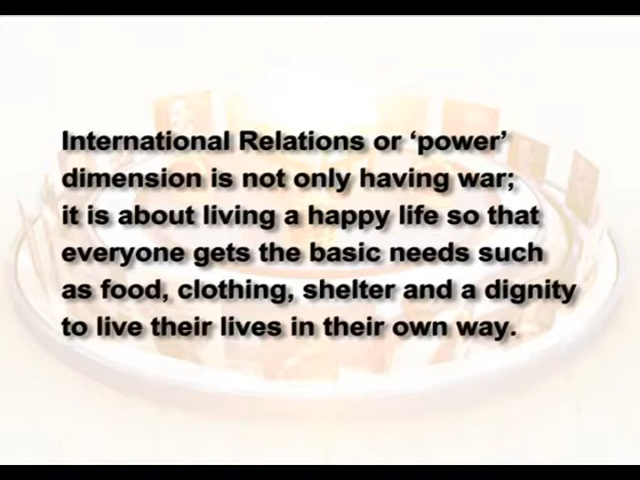 International Relations or ‘power’
dimension is not only having war;
it is about living a happy life so that
everyone gets the basic needs such
as food, clothing, shelter and a dignity
to live their lives in their own way.